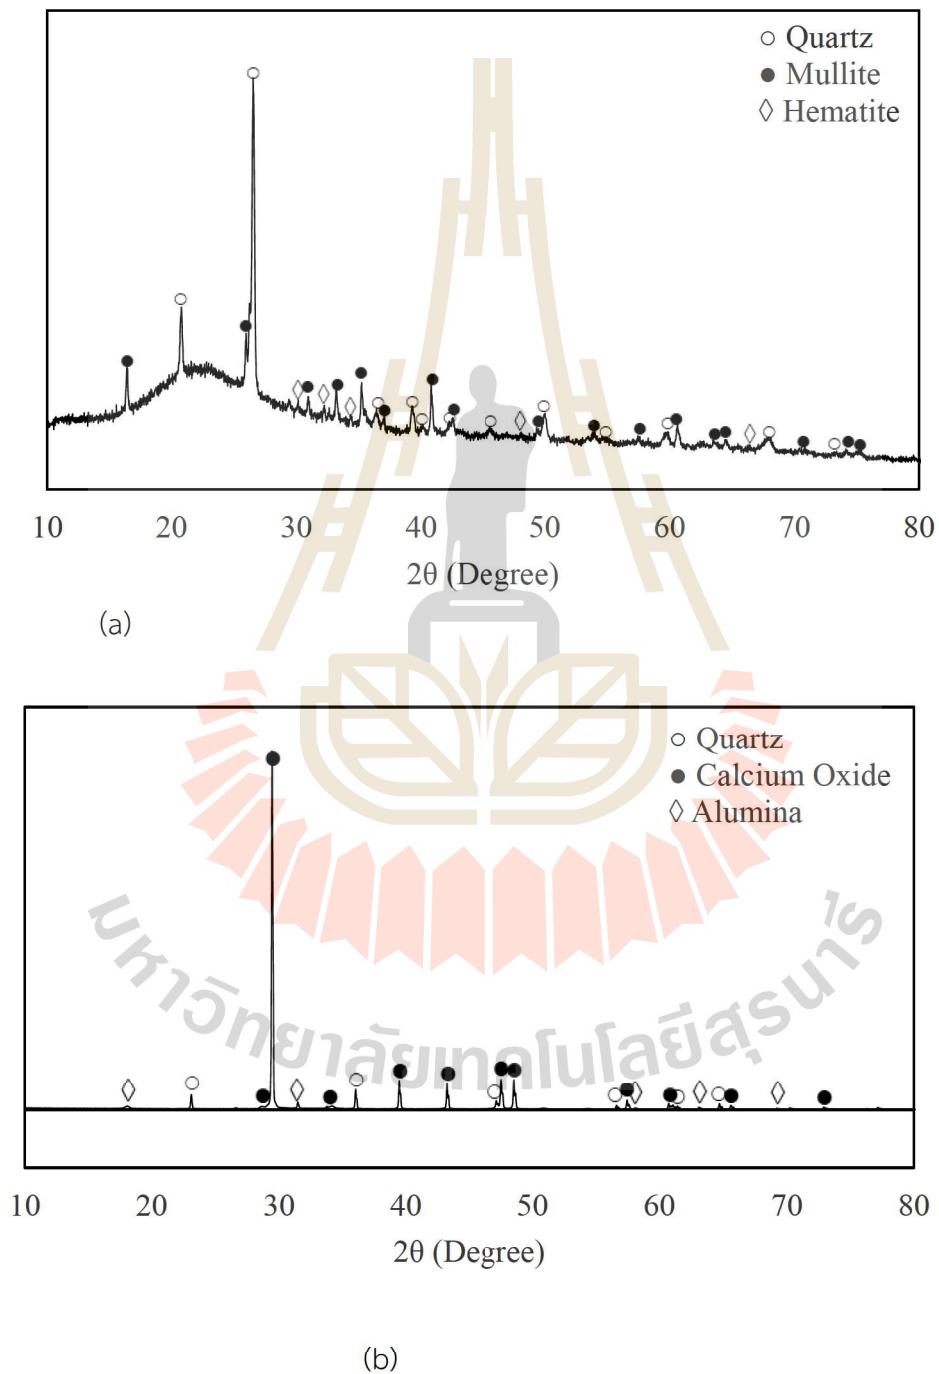 ○ Quartz
● Mullite
◊ Hematite
10 20 30 40 50 60 70 80
2θ (Degree)
(a)
○ Quartz
● Calcium Oxide
◊ Alumina
มหาวิทยาลัยเทคโนโลยีสุรนารี
10 20 30 40 50 60 70 80
2θ (Degree)
(b)